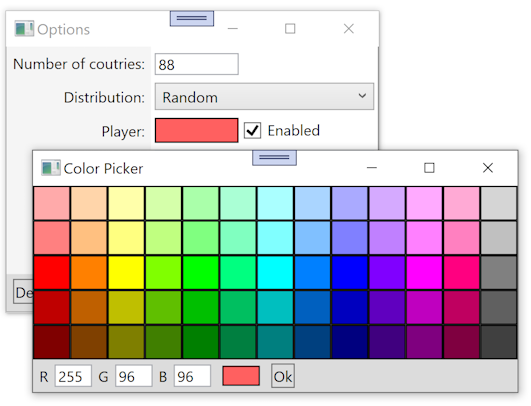 Options
Number of coutries: 88
Distribution: Random
Player: Enabled
De
Color Picker
R 255 G 96 B 96 Ok